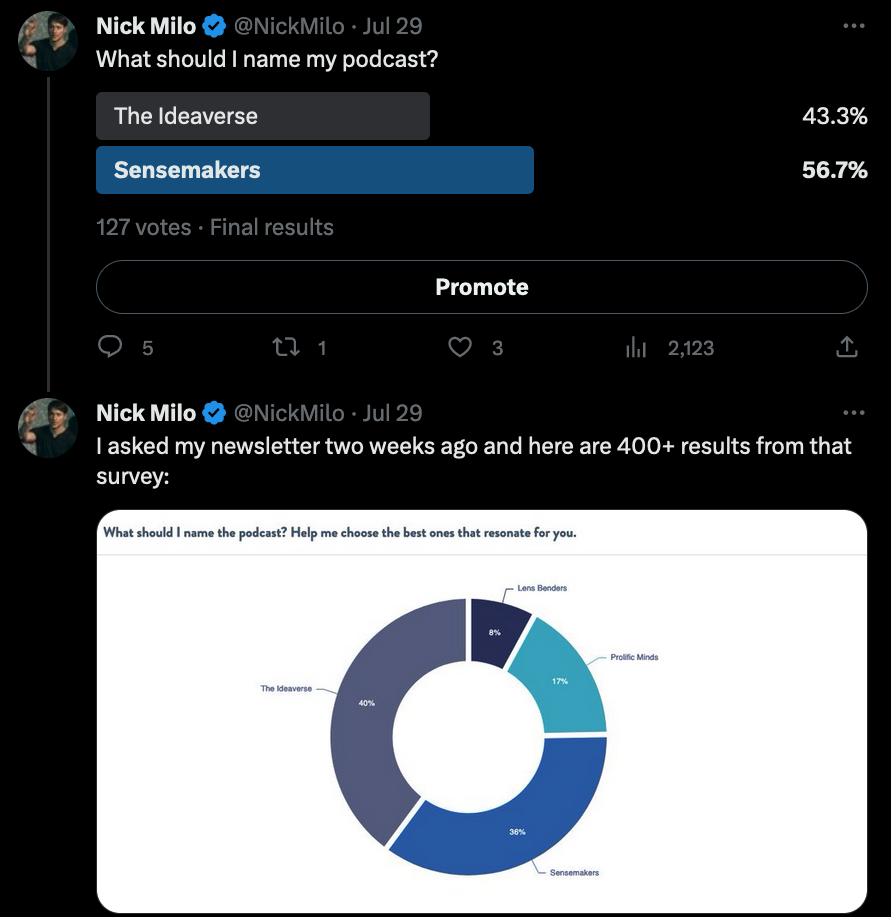 Nick Milo @NickMilo · Jul 29
What should I name my podcast?
The Ideaverse 43.3%
Sensemakers 56.7%
127 votes · Final results
Promote
5 1 3 2,123
Nick Milo @NickMilo · Jul 29
I asked my newsletter two weeks ago and here are 400+ results from that
survey:
What should I name the podcast? Help me choose the best ones that resonate for you.
Lens Benders
8%
Prolific Minds
17%
The Ideaverse
40%
36%
Sensemakers